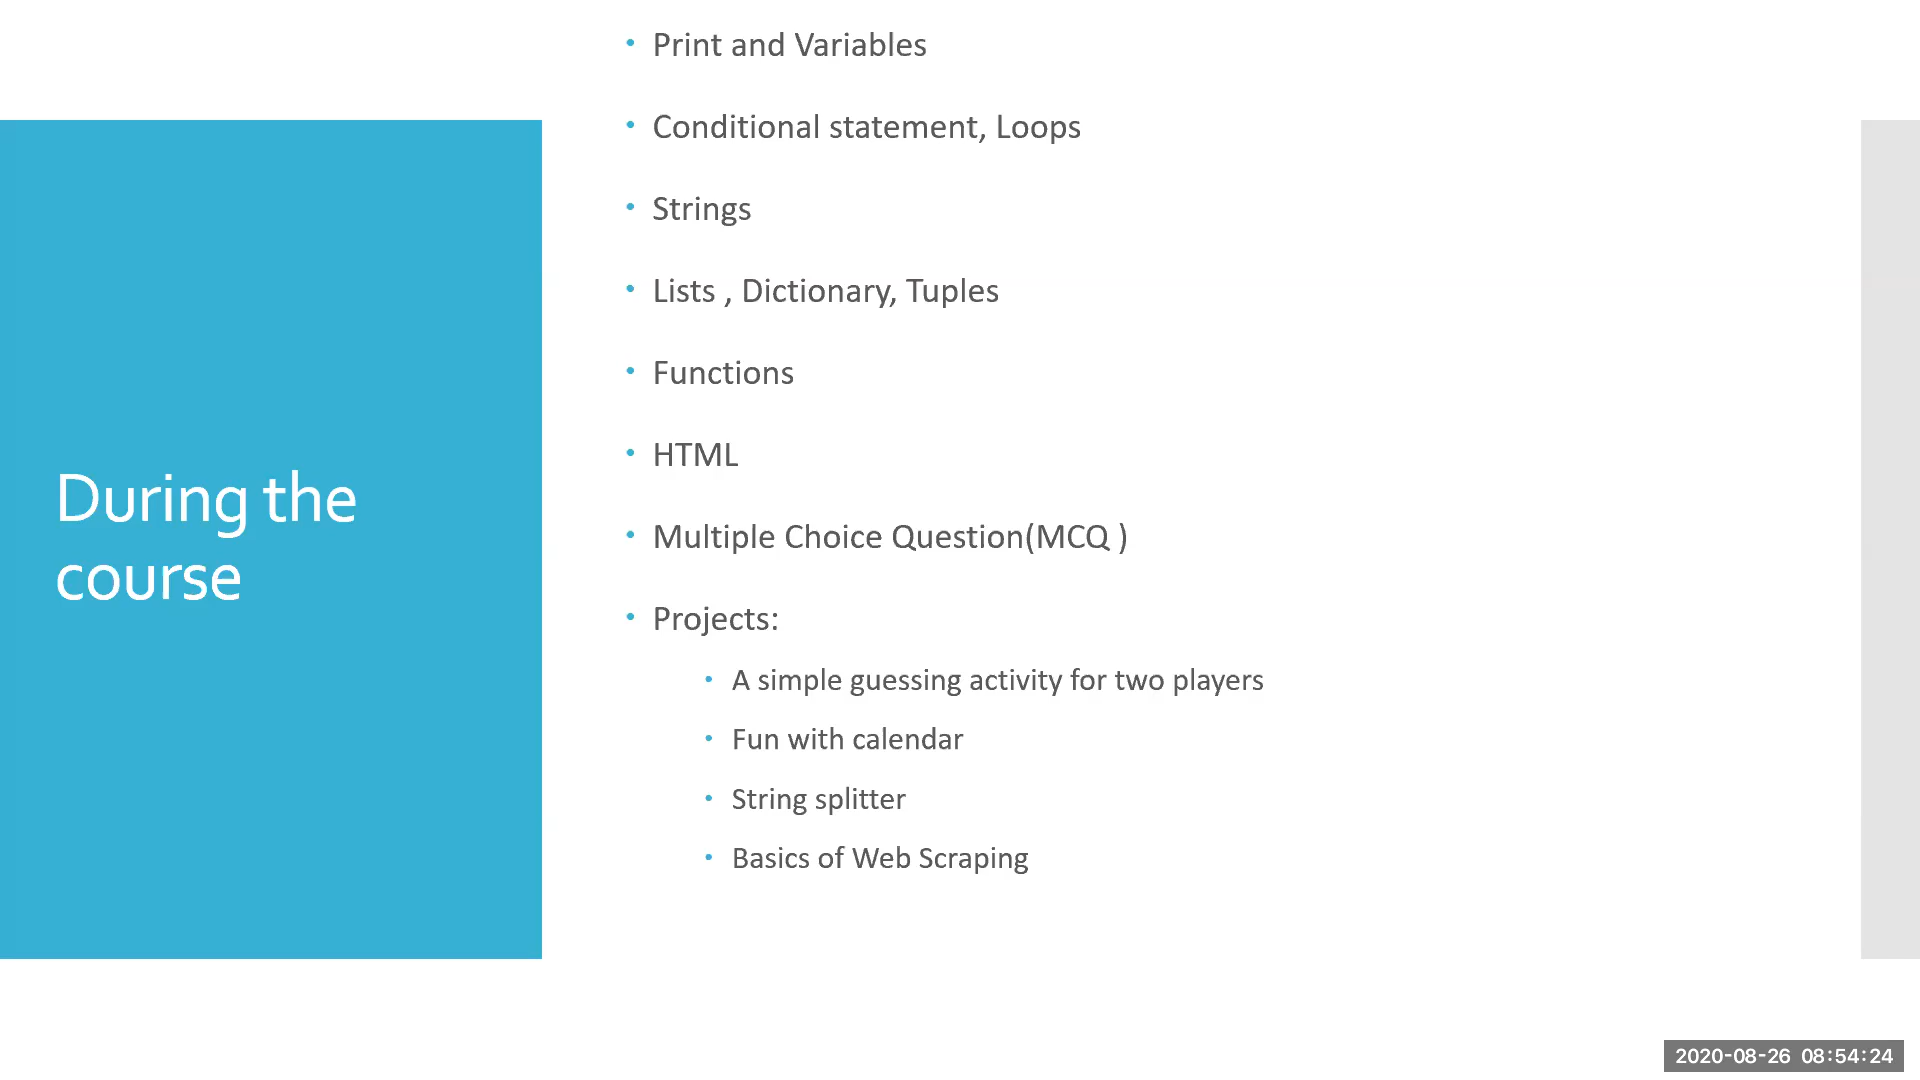 During the
course
• Print and Variables
• Conditional statement, Loops
• Strings
• Lists , Dictionary, Tuples
• Functions
• HTML
• Multiple Choice Question(MCQ )
• Projects:
• A simple guessing activity for two players
• Fun with calendar
• String splitter
• Basics of Web Scraping
2020-08-26 08:54:24